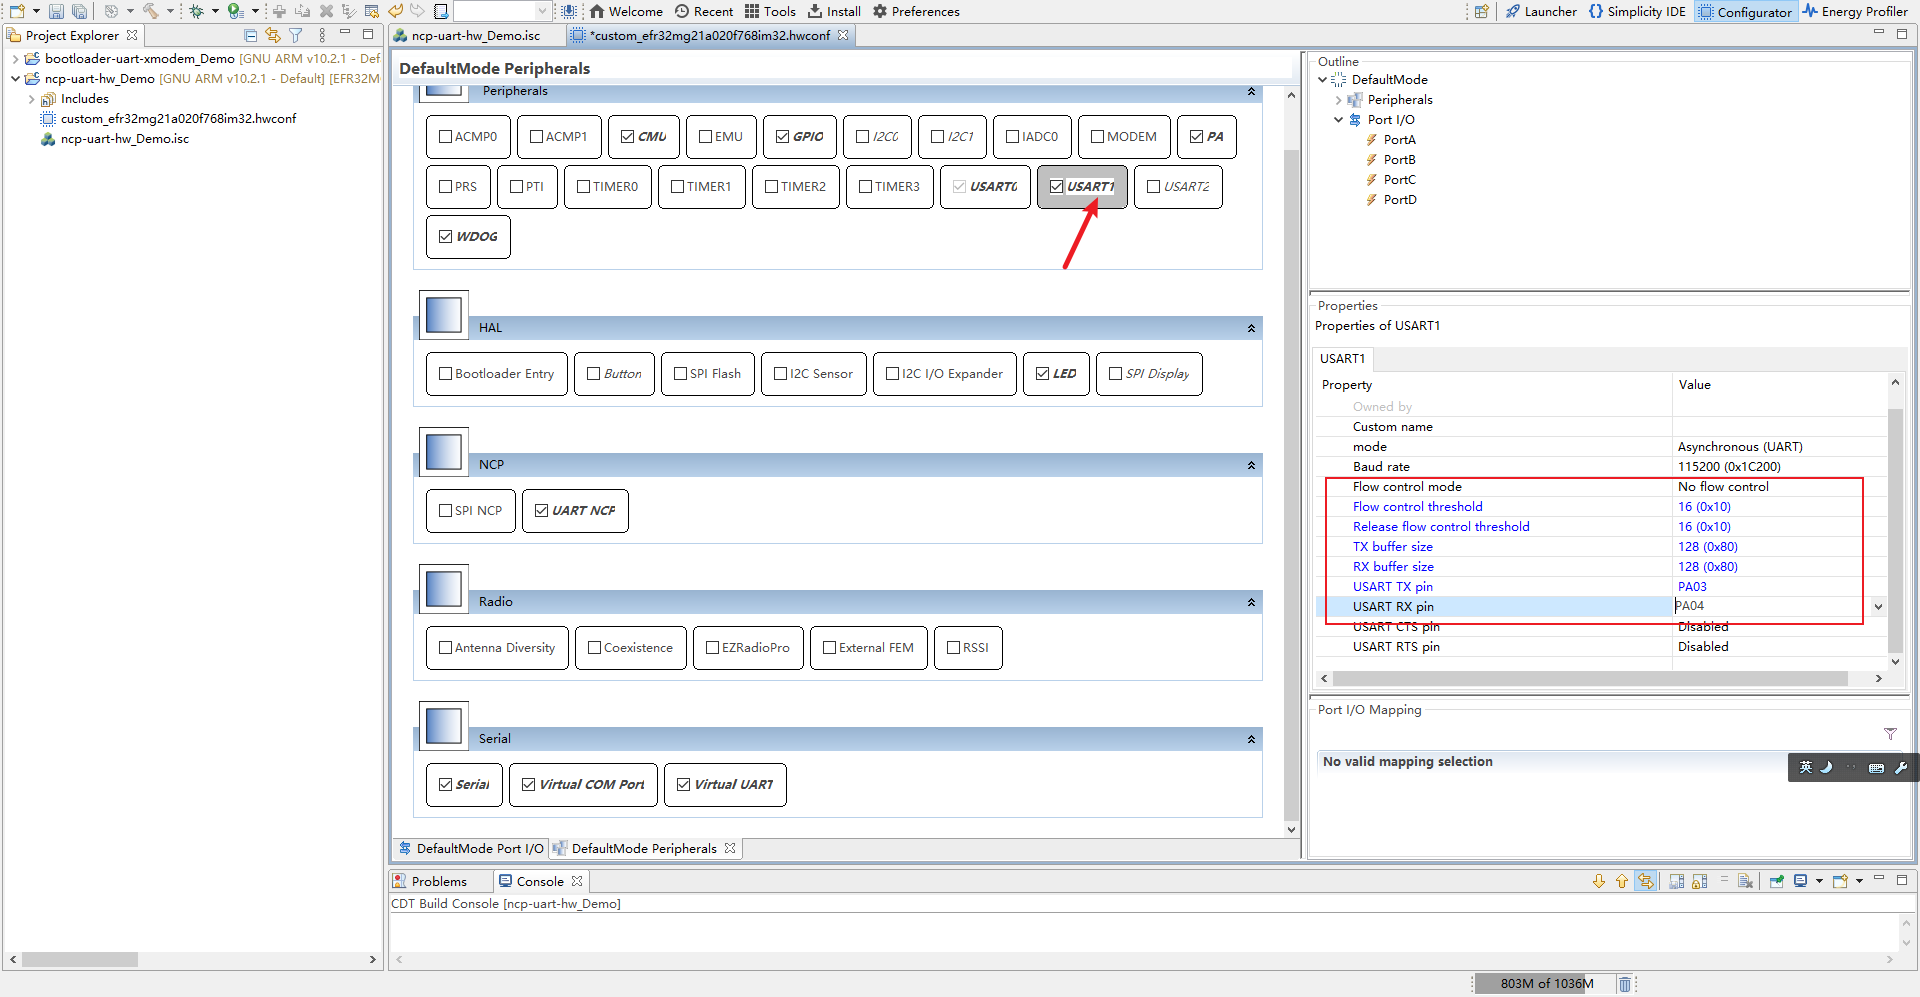 Welcome Recent Tools Install Preferences Launcher Simplicity IDE Configurator Energy Profiler
Project Explorer
bootloader-uart-xmodem_Demo [GNU ARM v10.2.1 - Def
ncp-uart-hw_Demo [GNU ARM v10.2.1 - Default] [EFR32M
Includes
custom_efr32mg21a020f768im32.hwconf
ncp-uart-hw_Demo.isc
ncp-uart-hw_Demo.isc *custom_efr32mg21a020f768im32.hwconf
DefaultMode Peripherals
Peripherals
ACMP0 ACMP1 CMU EMU GPIO I2C0 I2C1 IADC0 MODEM PA
PRS PTI TIMER0 TIMER1 TIMER2 TIMER3 USART0 USART1 USART2
WDOG
HAL
Bootloader Entry Button SPI Flash I2C Sensor I2C I/O Expander LED SPI Display
NCP
SPI NCP UART NCP
Radio
Antenna Diversity Coexistence EZRadioPro External FEM RSSI
Serial
Serial Virtual COM Port Virtual UART
DefaultMode Port I/O DefaultMode Peripherals
Outline
DefaultMode
Peripherals
Port I/O
PortA
PortB
PortC
PortD
Properties
Properties of USART1
USART1
Property Value
Owned by
Custom name
mode Asynchronous (UART)
Baud rate 115200 (0x1C200)
Flow control mode No flow control
Flow control threshold 16 (0x10)
Release flow control threshold 16 (0x10)
TX buffer size 128 (0x80)
RX buffer size 128 (0x80)
USART TX pin PA03
USART RX pin PA04
USART CTS pin Disabled
USART RTS pin Disabled
Port I/O Mapping
No valid mapping selection
英
Problems Console
CDT Build Console [ncp-uart-hw_Demo]
803M of 1036M